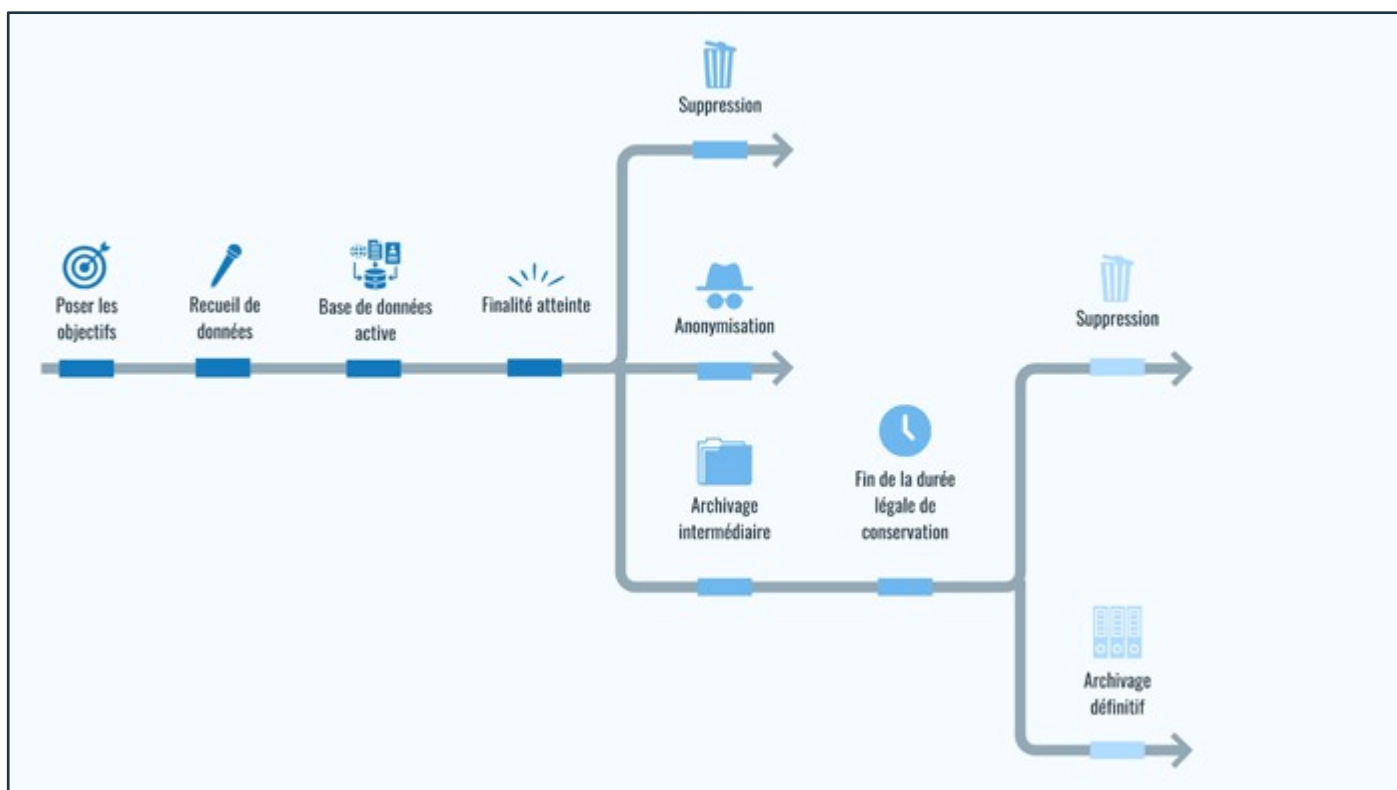 Suppression
Poser les
objectifs
Recueil de
données
Base de données
active
Finalité atteinte
Anonymisation
Suppression
Archivage
intermédiaire
Fin de la durée
légale de
conservation
Archivage
définitif